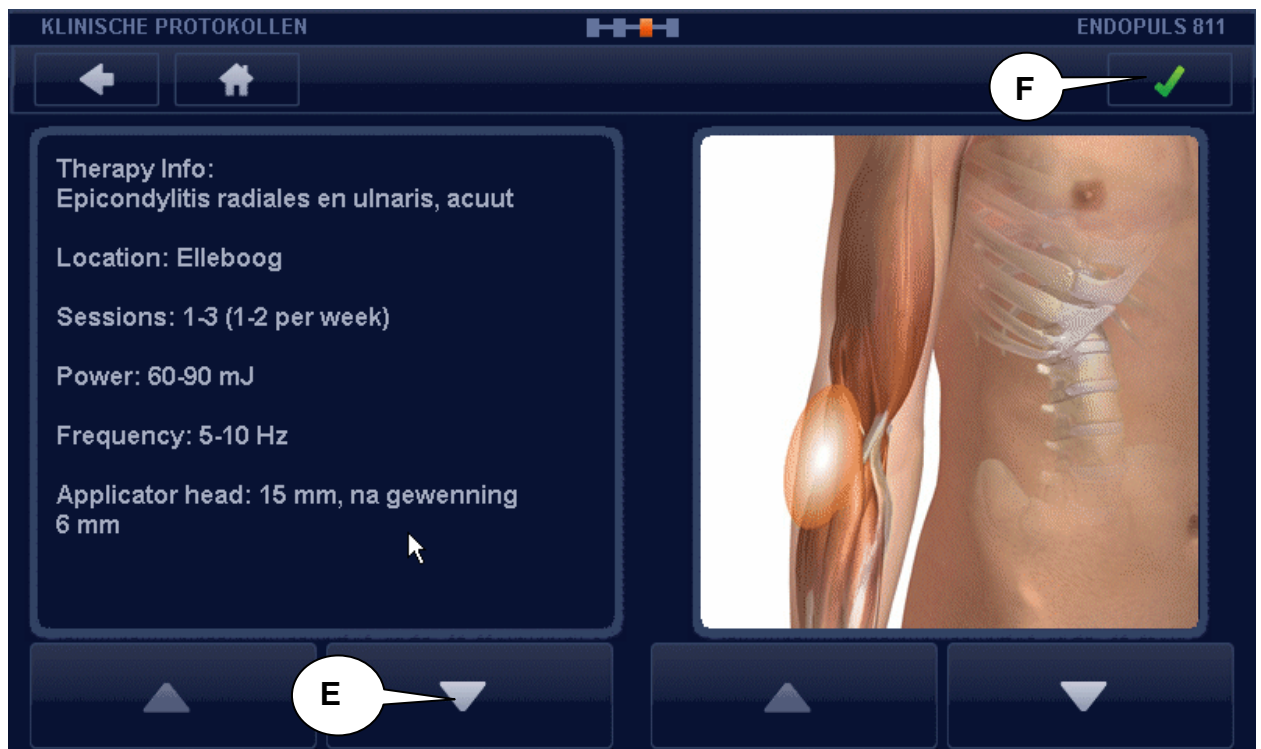 KLINISCHE PROTOKOLLEN
ENDOPULS 811
F
Therapy Info:
Epicondylitis radiales en ulnaris, acuut
Location: Elleboog
Sessions: 1-3 (1-2 per week)
Power: 60-90 mJ
Frequency: 5-10 Hz
Applicator head: 15 mm, na gewenning
6 mm
E